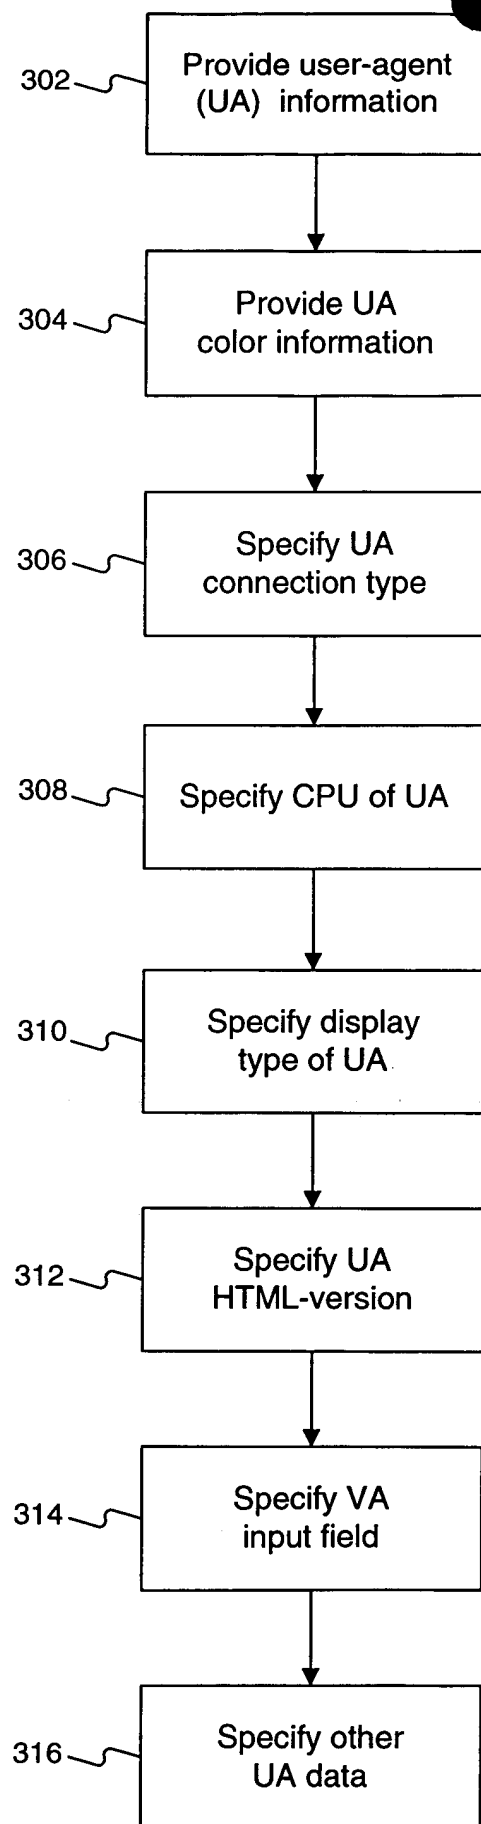 302
Provide user-agent
(UA) information
304
Provide UA
color information
306
Specify UA
connection type
308
Specify CPU of UA
310
Specify display
type of UA
312
Specify UA
HTML-version
314
Specify VA
input field
316
Specify other
UA data